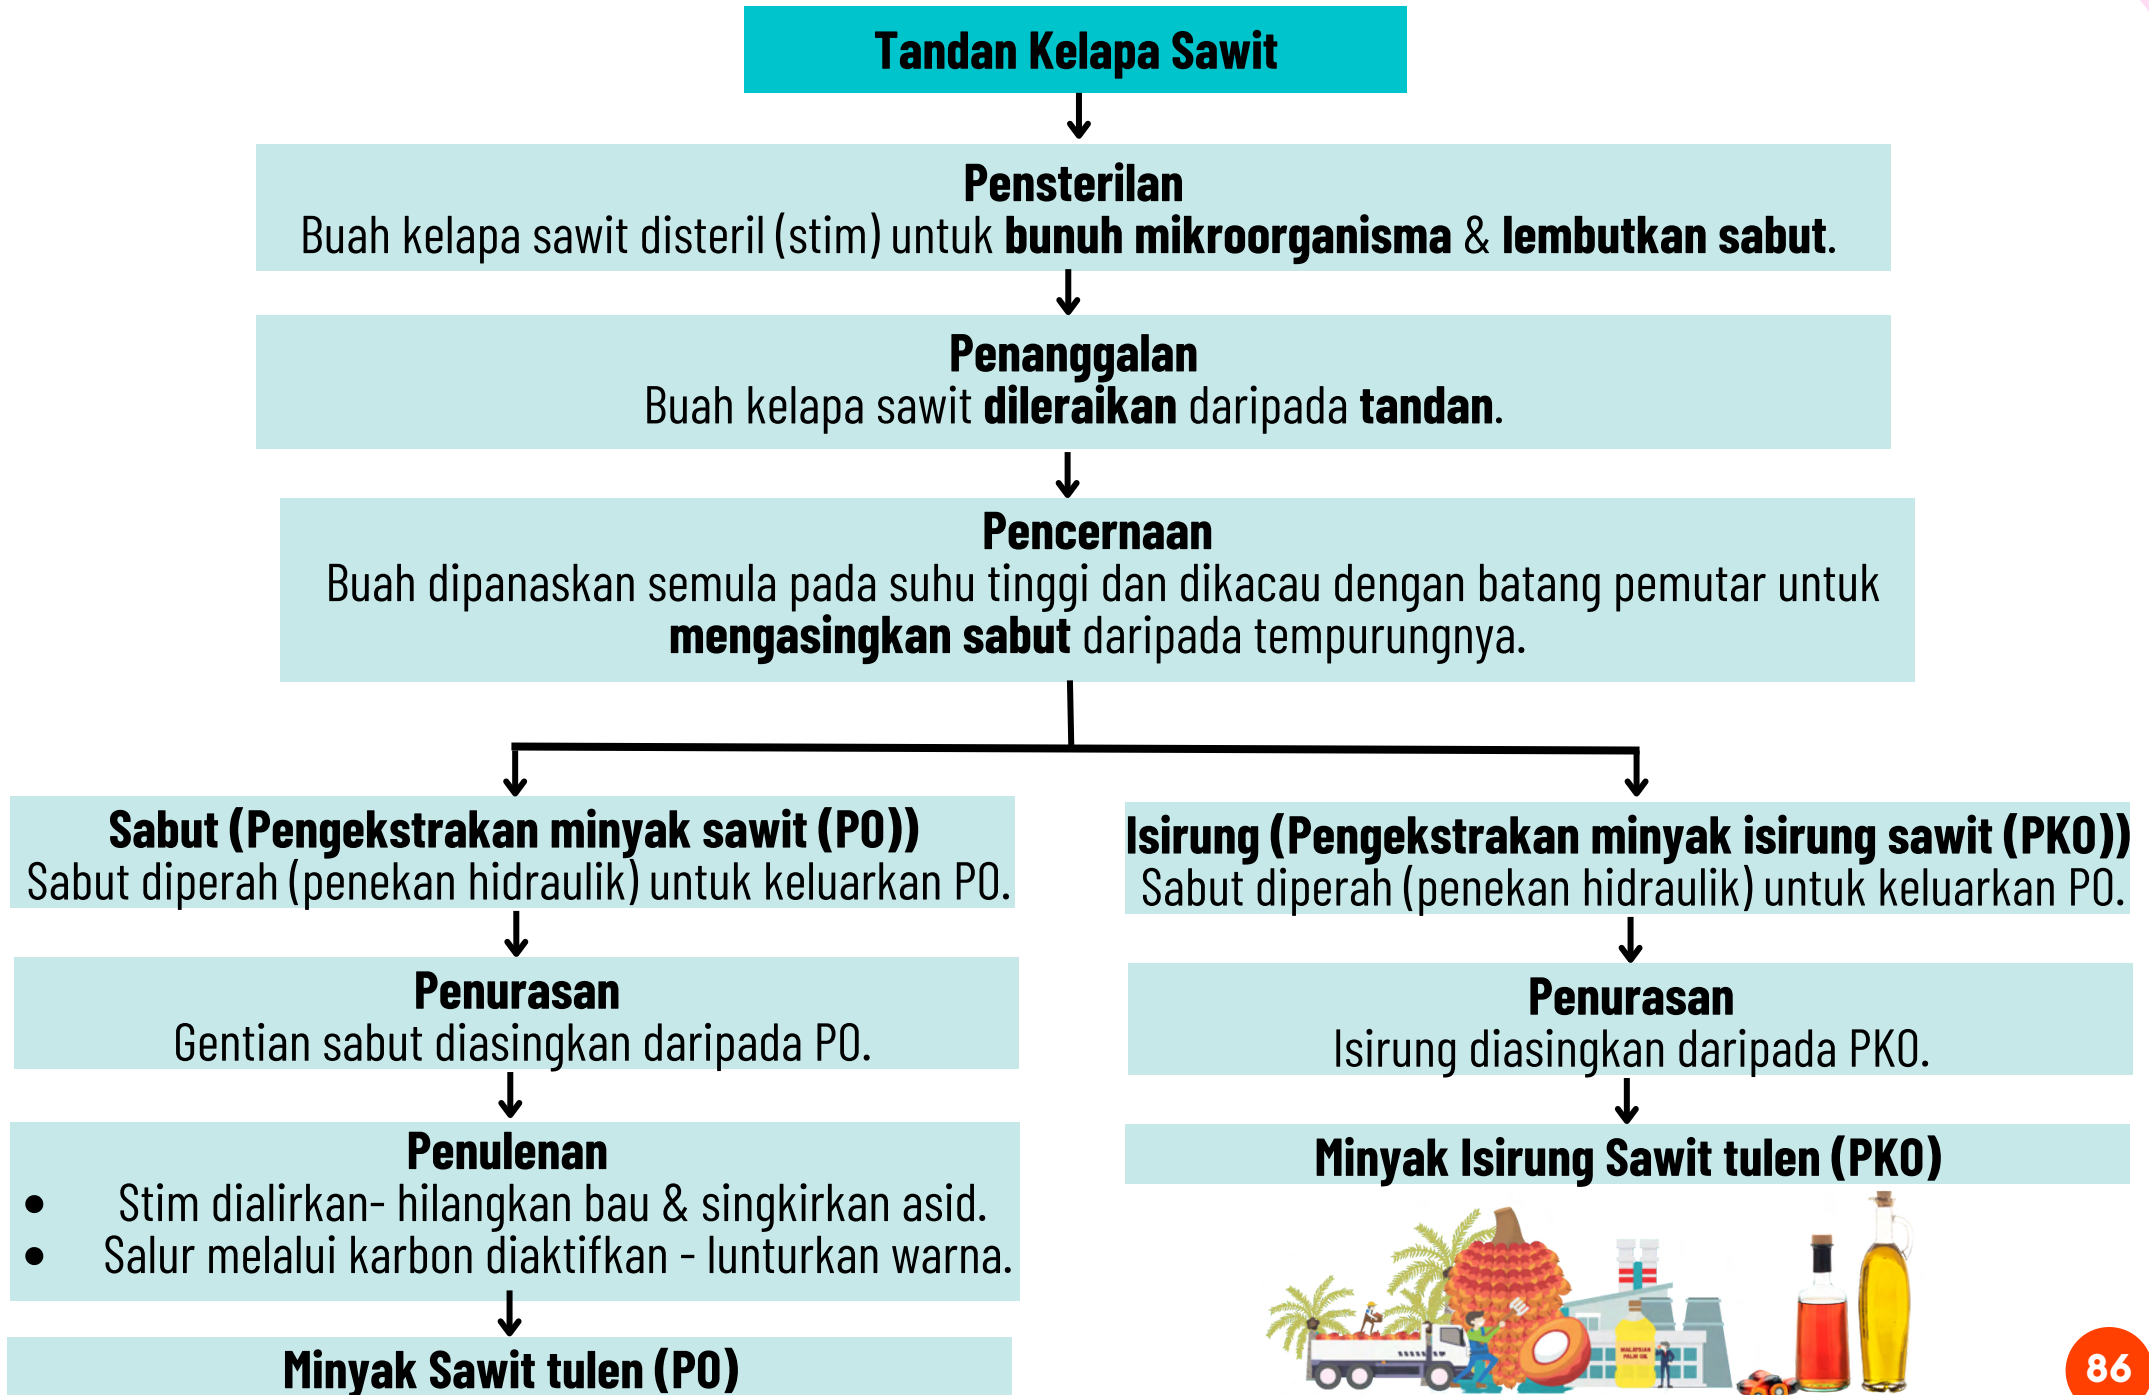 Tandan Kelapa Sawit
Pensterilan
Buah kelapa sawit disteril (stim) untuk bunuh mikroorganisma & lembutkan sabut.
Penanggalan
Buah kelapa sawit dileraikan daripada tandan.
Pencernaan
Buah dipanaskan semula pada suhu tinggi dan dikacau dengan batang pemutar untuk
mengasingkan sabut daripada tempurungnya.
Sabut (Pengekstrakan minyak sawit (PO))
Sabut diperah (penekan hidraulik) untuk keluarkan PO.
Penurasan
Gentian sabut diasingkan daripada PO.
Penulenan
• Stim dialirkan- hilangkan bau & singkirkan asid.
• Salur melalui karbon diaktifkan - lunturkan warna.
Minyak Sawit tulen (PO)
Isirung (Pengekstrakan minyak isirung sawit (PKO))
Sabut diperah (penekan hidraulik) untuk keluarkan PO.
Penurasan
Isirung diasingkan daripada PKO.
Minyak Isirung Sawit tulen (PKO)
MALAYSIAN
PALM OIL
86